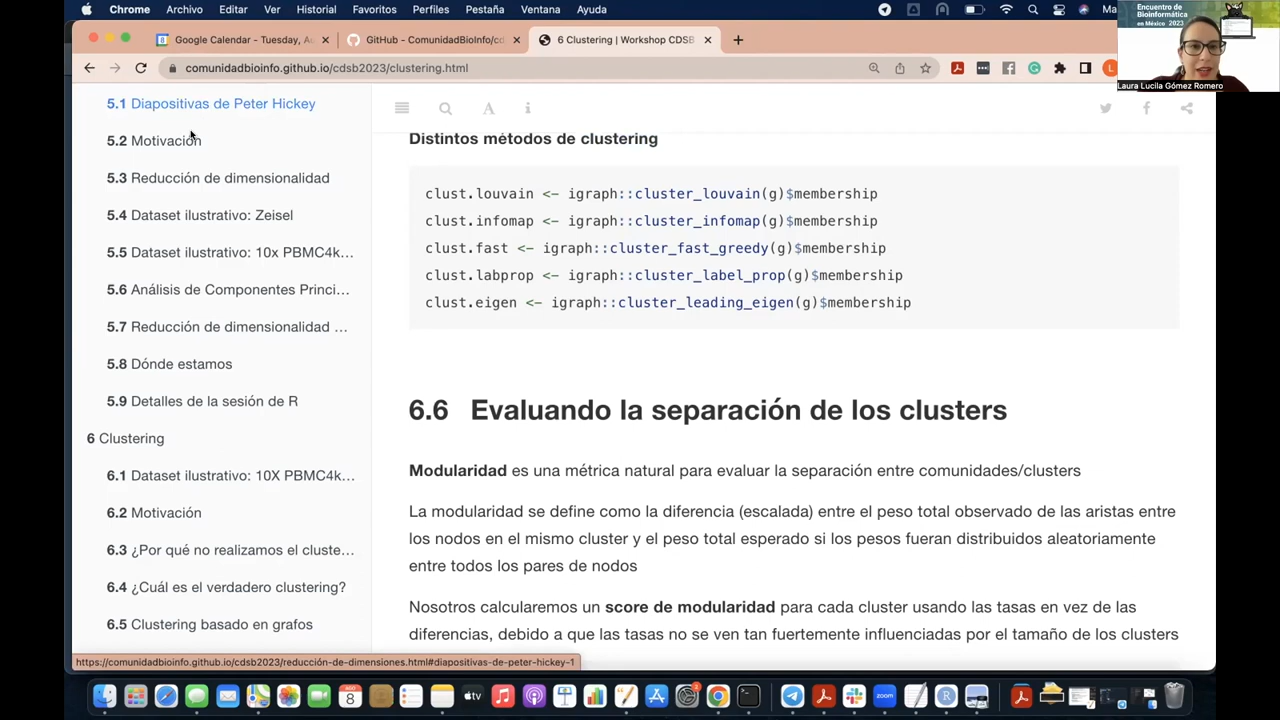 Chrome Archivo Editar Ver Historial Favoritos Perfiles Pestaña Ventana Ayuda
Encuentro de
Bioinformática
en México 2023
Laura Lucila Gómez Romero
Google Calendar - Tuesday, A
GitHub - ComunidadBioInfo/cd
6 Clustering | Workshop CDSB
comunidadbioinfo.github.io/cdsb2023/clustering.html
5.1 Diapositivas de Peter Hickey
5.2 Motivación
5.3 Reducción de dimensionalidad
5.4 Dataset ilustrativo: Zeisel
5.5 Dataset ilustrativo: 10x PBMC4k...
5.6 Análisis de Componentes Princi...
5.7 Reducción de dimensionalidad ...
5.8 Dónde estamos
5.9 Detalles de la sesión de R
6 Clustering
6.1 Dataset ilustrativo: 10X PBMC4k...
6.2 Motivación
6.3 ¿Por qué no realizamos el cluste...
6.4 ¿Cuál es el verdadero clustering?
6.5 Clustering basado en grafos
Distintos métodos de clustering
clust.louvain <- igraph::cluster_louvain(g)$membership
clust.infomap <- igraph::cluster_infomap(g)$membership
clust.fast <- igraph::cluster_fast_greedy(g)$membership
clust.labprop <- igraph::cluster_label_prop(g)$membership
clust.eigen <- igraph::cluster_leading_eigen(g)$membership
6.6 Evaluando la separación de los clusters
Modularidad es una métrica natural para evaluar la separación entre comunidades/clusters
La modularidad se define como la diferencia (escalada) entre el peso total observado de las aristas entre
los nodos en el mismo cluster y el peso total esperado si los pesos fueran distribuidos aleatoriamente
entre todos los pares de nodos
Nosotros calcularemos un score de modularidad para cada cluster usando las tasas en vez de las
diferencias, debido a que las tasas no se ven tan fuertemente influenciadas por el tamaño de los clusters
https://comunidadbioinfo.github.io/cdsb2023/reducción-de-dimensiones.html#diapositivas-de-peter-hickey-1
AGO
8
tv
zoom
R